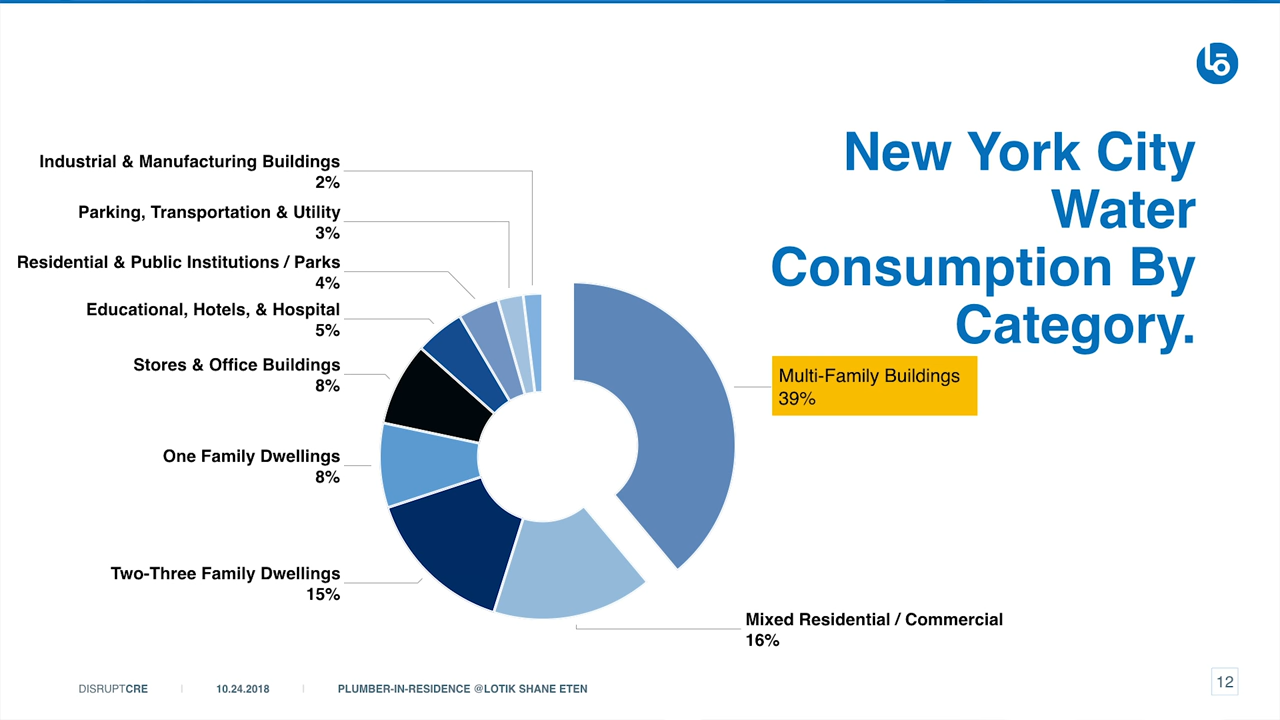 New York City
Water
Consumption By
Category.
Industrial & Manufacturing Buildings
2%
Parking, Transportation & Utility
3%
Residential & Public Institutions / Parks
4%
Educational, Hotels, & Hospital
5%
Stores & Office Buildings
8%
One Family Dwellings
8%
Two-Three Family Dwellings
15%
Multi-Family Buildings
39%
Mixed Residential / Commercial
16%
DISRUPTCRE | 10.24.2018 | PLUMBER-IN-RESIDENCE @LOTIK SHANE ETEN
12